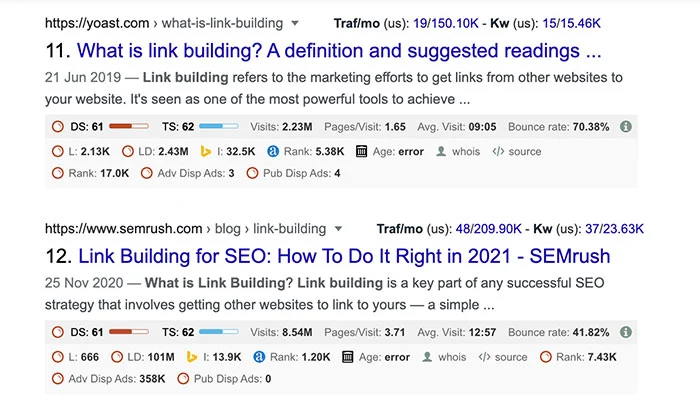 https://yoast.com › what-is-link-building Traf/mo (us): 19/150.10K - Kw (us): 15/15.46K
11. What is link building? A definition and suggested readings ...
21 Jun 2019 — Link building refers to the marketing efforts to get links from other websites to
your website. It's seen as one of the most powerful tools to achieve ...
DS: 61 TS: 62 Visits: 2.23M Pages/Visit: 1.65 Avg. Visit: 09:05 Bounce rate: 70.38%
L: 2.13K LD: 2.43M I: 32.5K Rank: 5.38K Age: error whois </> source
Rank: 17.0K Adv Disp Ads: 3 Pub Disp Ads: 4
https://www.semrush.com › blog › link-building Traf/mo (us): 48/209.90K - Kw (us): 37/23.63K
12. Link Building for SEO: How To Do It Right in 2021 - SEMrush
25 Nov 2020 — What is Link Building? Link building is a key part of any successful SEO
strategy that involves getting other websites to link to yours — a simple ...
DS: 61 TS: 62 Visits: 8.54M Pages/Visit: 3.71 Avg. Visit: 12:57 Bounce rate: 41.82%
L: 666 LD: 101M I: 13.9K Rank: 1.20K Age: error whois </> source Rank: 7.43K
Adv Disp Ads: 358K Pub Disp Ads: 0